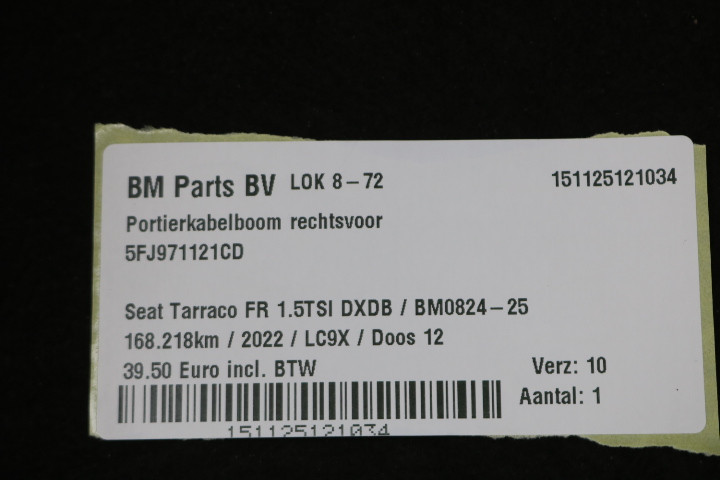 BM Parts BV LOK 8-72 151125121034
Portierkabelboom rechtsvoor
5FJ971121CD
Seat Tarraco FR 1.5TSI DXDB / BM0824-25
168.218km / 2022 / LC9X / Doos 12
39.50 Euro incl. BTW Verz: 10
Aantal: 1
151125121034